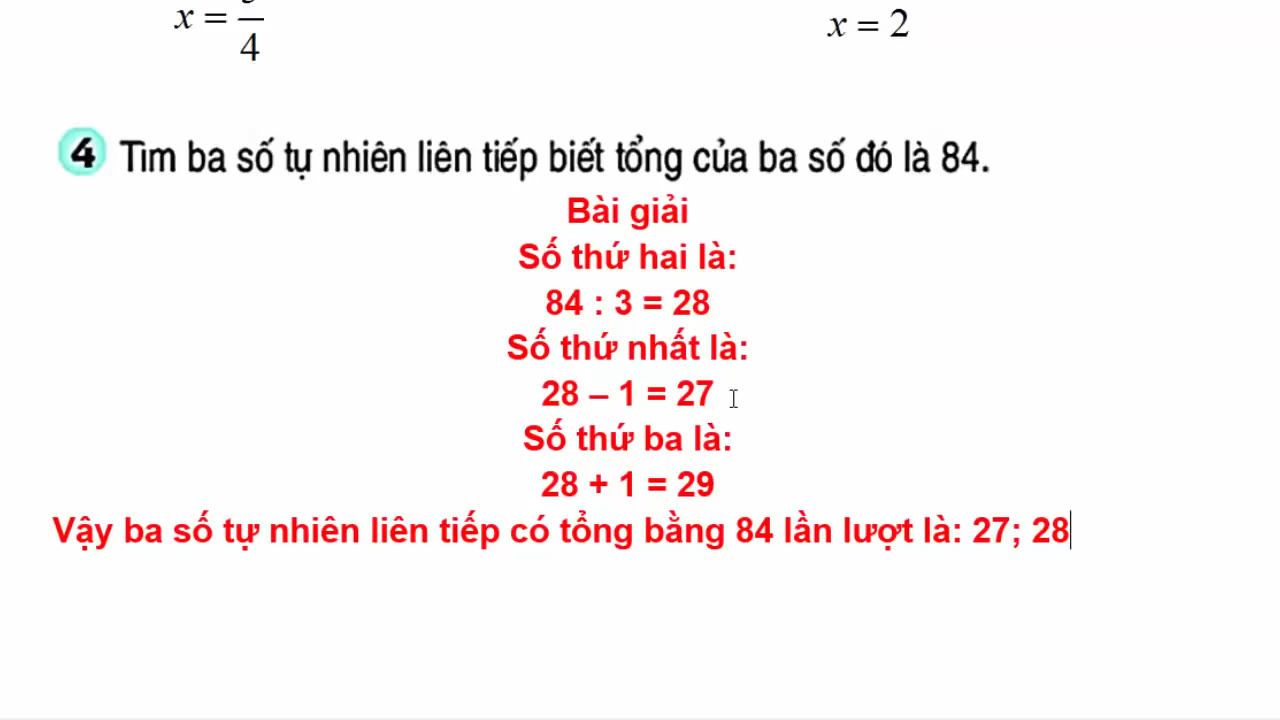 x = 4
x = 2
4 Tìm ba số tự nhiên liên tiếp biết tổng của ba số đó là 84.
Bài giải
Số thứ hai là:
84 : 3 = 28
Số thứ nhất là:
28 – 1 = 27
Số thứ ba là:
28 + 1 = 29
Vậy ba số tự nhiên liên tiếp có tổng bằng 84 lần lượt là: 27; 28